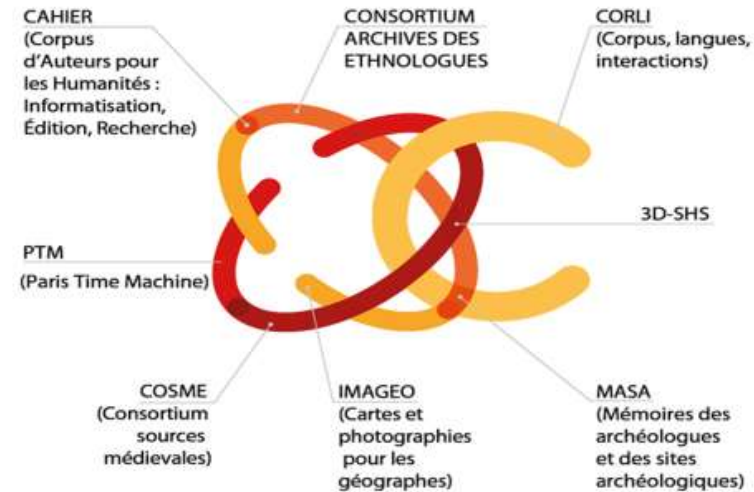 CAHIER
(Corpus
d'Auteurs pour
les Humanités :
Informatisation,
Édition, Recherche)
CONSORTIUM
ARCHIVES DES
ETHNOLOGUES
CORLI
(Corpus, langues,
interactions)
3D-SHS
PTM
(Paris Time Machine)
COSME
(Consortium
sources
médievales)
IMAGEO
(Cartes et
photographies
pour les
géographes)
MASA
(Mémoires des
archéologues
et des sites
archéologiques)